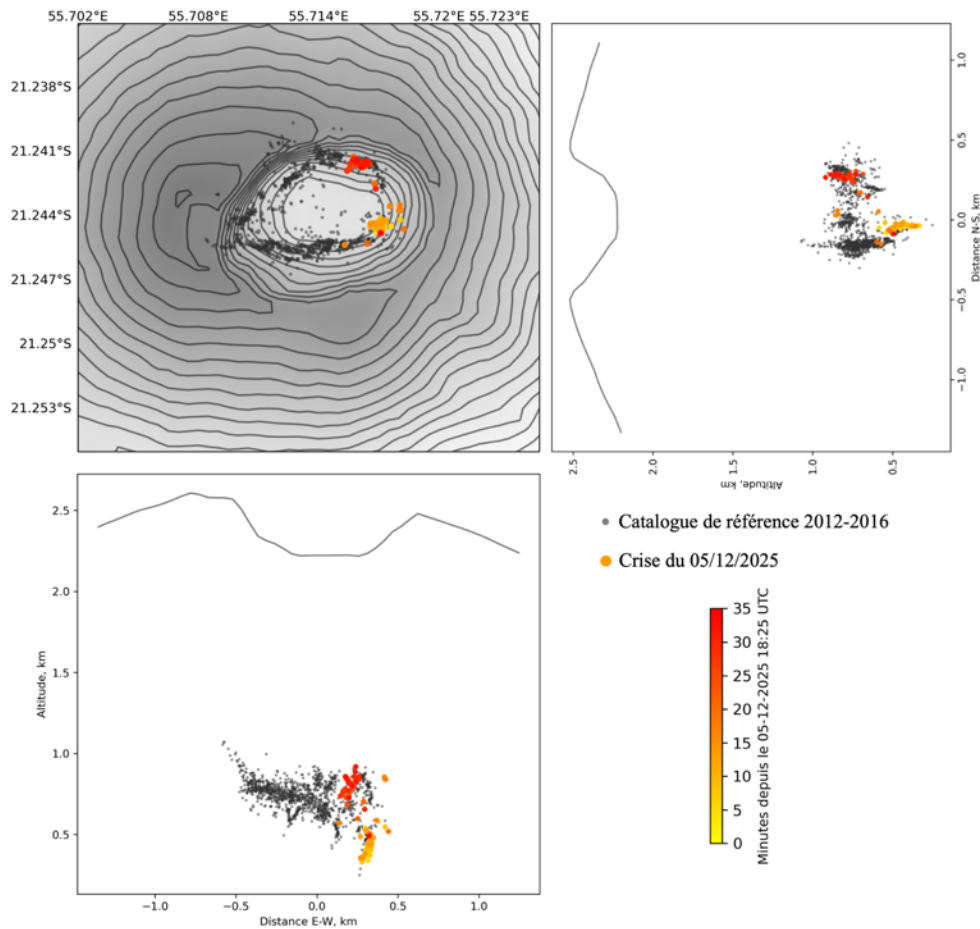 55.702°E 55.708°E 55.714°E 55.72°E 55.723°E
21.238°S
21.241°S
21.244°S
21.247°S
21.25°S
21.253°S
1.0
0.5
0.0
−0.5
−1.0
Distance N-S, km
2.5 2.0 1.5 1.0 0.5
Altitude, km
2.5
2.0
1.5
1.0
0.5
Altitude, km
−1.0 −0.5 0.0 0.5 1.0
Distance E-W, km
Catalogue de référence 2012-2016
Crise du 05/12/2025
35
30
25
20
15
10
5
0
Minutes depuis le 05-12-2025 18:25 UTC